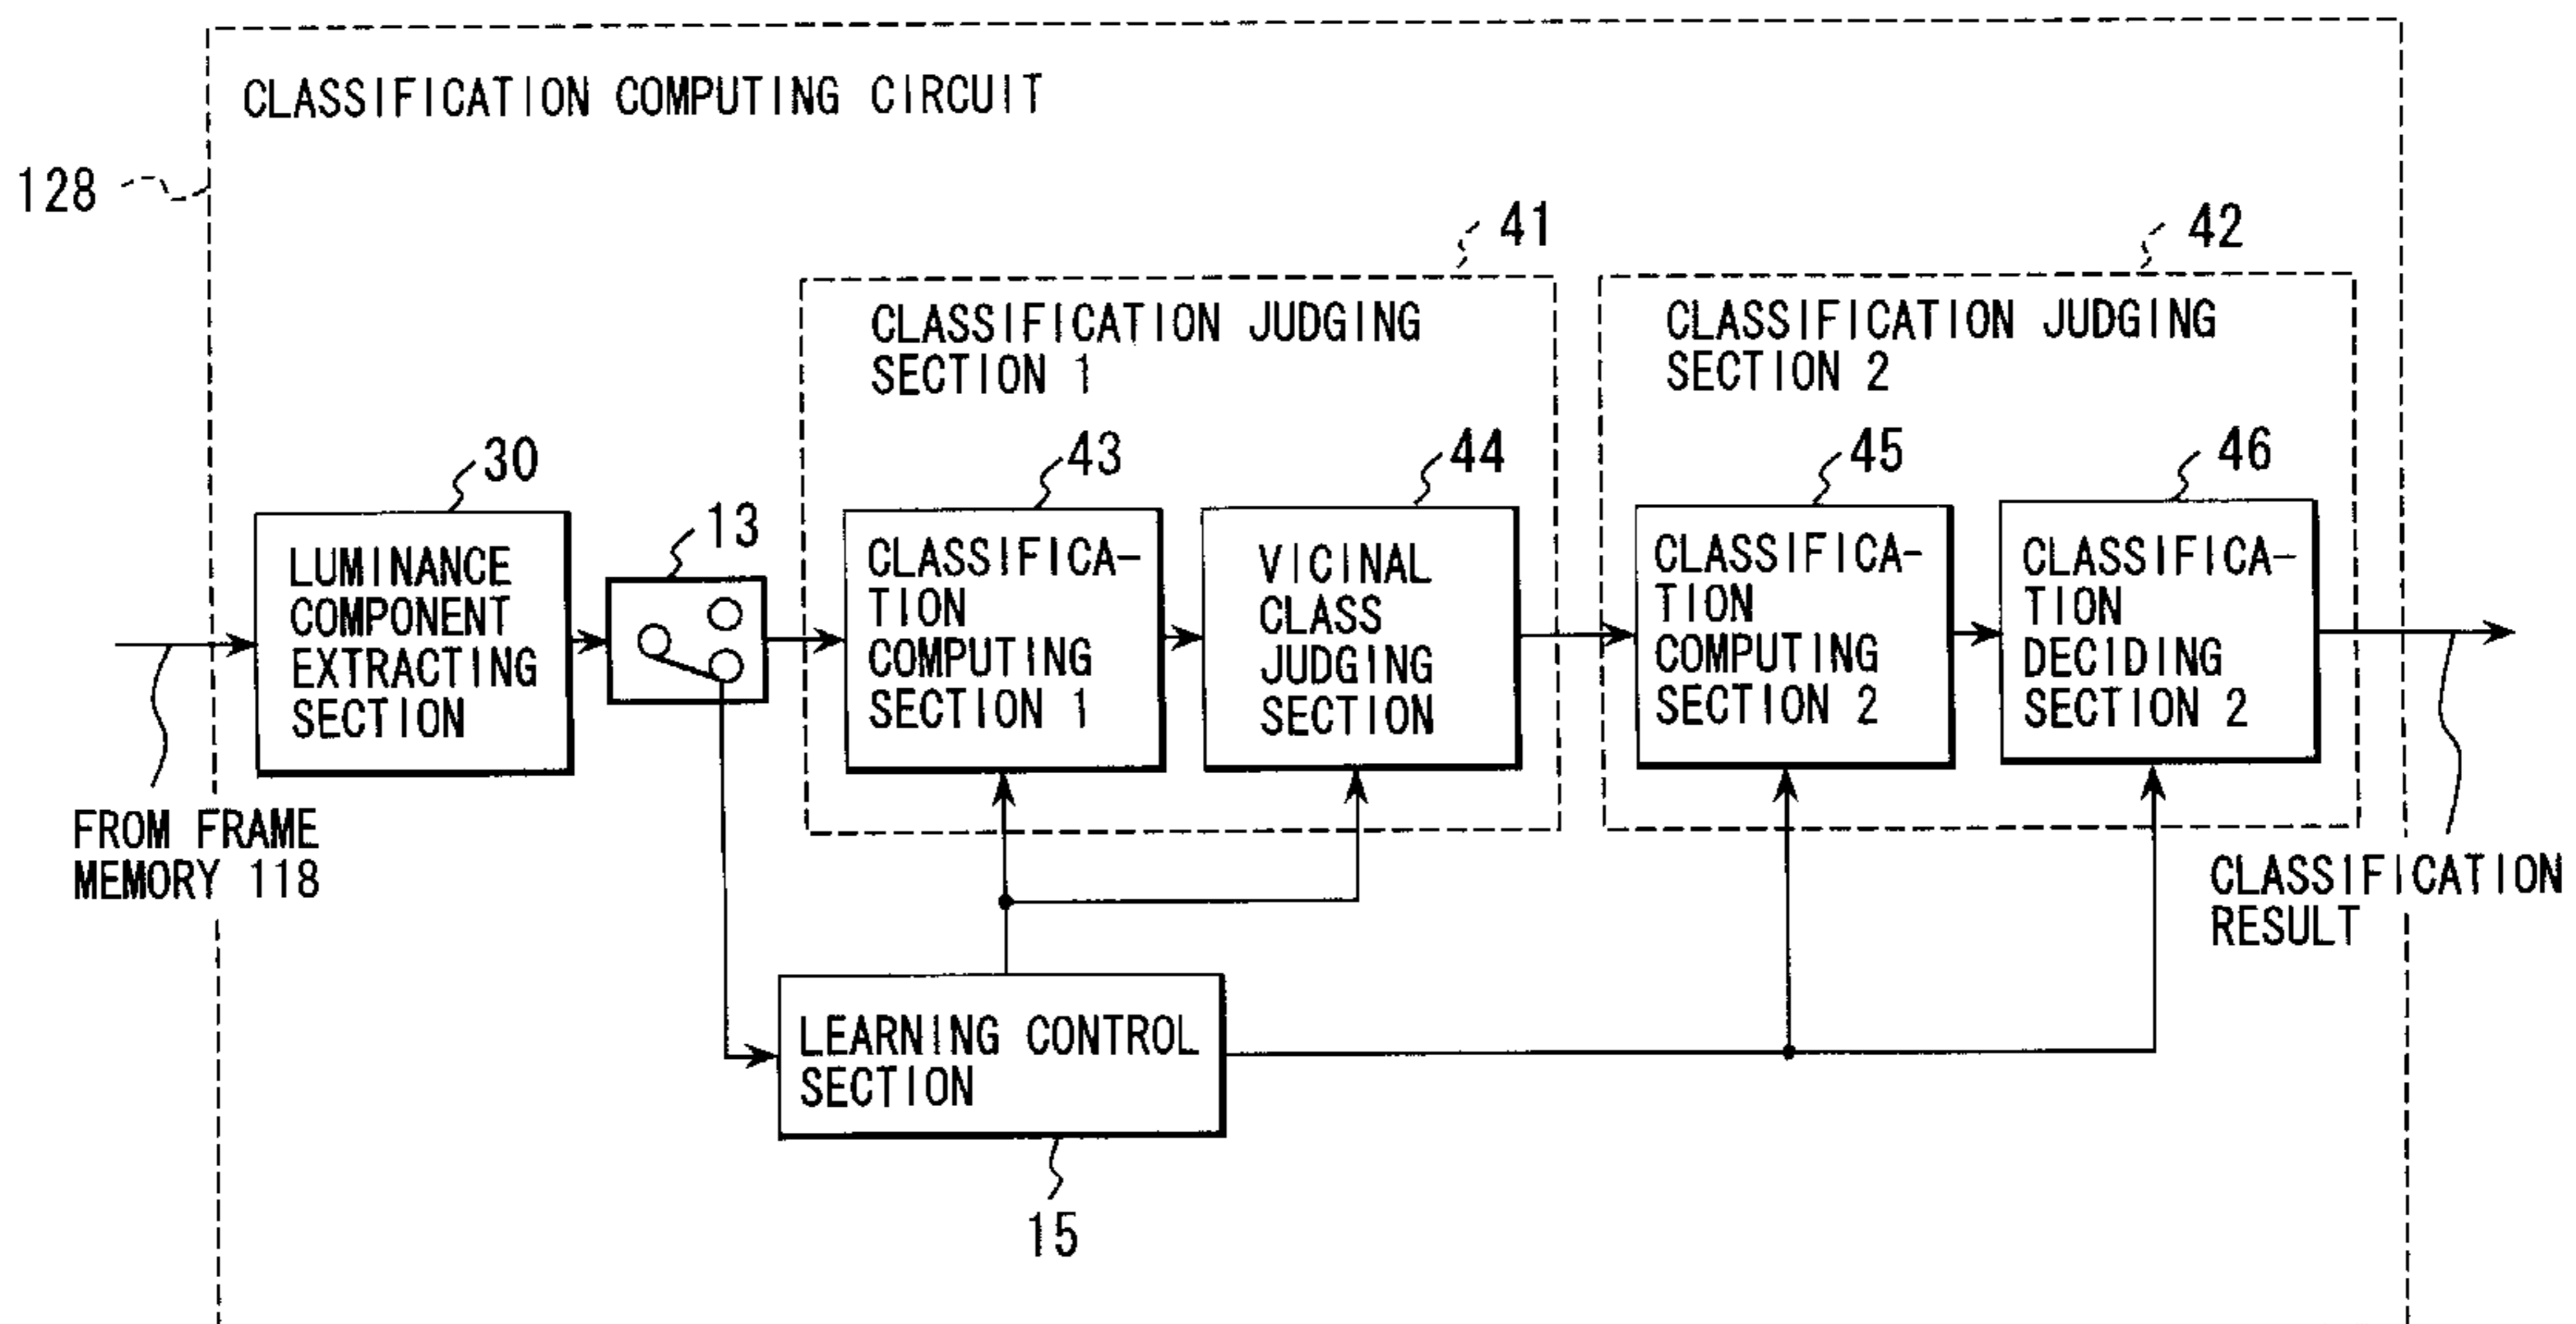 CLASSIFICATION COMPUTING CIRCUIT
128
41
42
CLASSIFICATION JUDGING
SECTION 1
CLASSIFICATION JUDGING
SECTION 2
30
13
43
44
45
46
LUMINANCE
COMPONENT
EXTRACTING
SECTION
CLASSIFICA-
TION
COMPUTING
SECTION 1
VICINAL
CLASS
JUDGING
SECTION
CLASSIFICA-
TION
COMPUTING
SECTION 2
CLASSIFICA-
TION
DECIDING
SECTION 2
FROM FRAME
MEMORY 118
CLASSIFICATION
RESULT
LEARNING CONTROL
SECTION
15